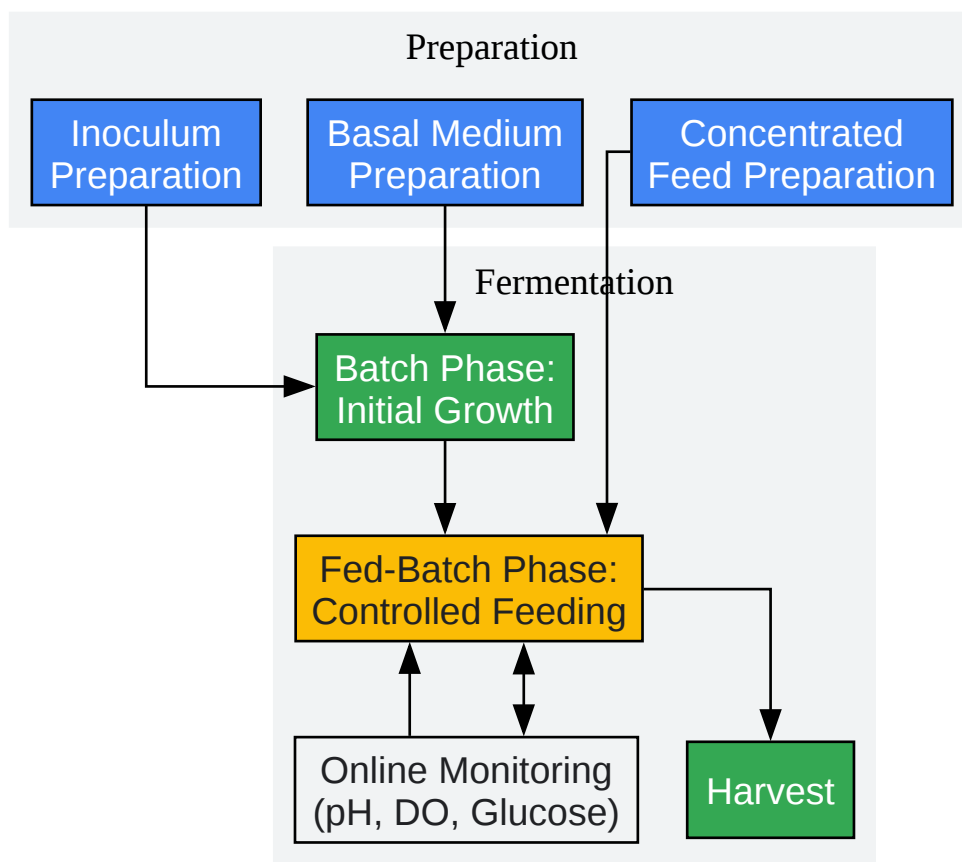 Preparation
Inoculum
Preparation
Basal Medium
Preparation
Concentrated
Feed Preparation
Fermentation
Batch Phase:
Initial Growth
Fed-Batch Phase:
Controlled Feeding
Online Monitoring
(pH, DO, Glucose)
Harvest